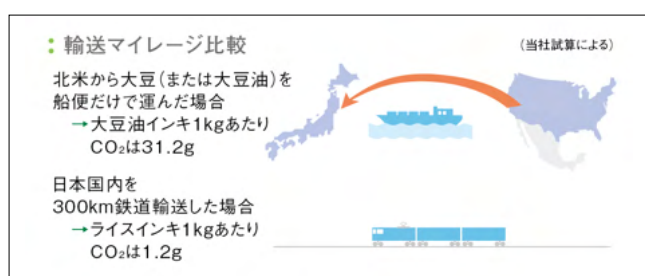 ：輸送マイレージ比較
（当社試算による）
北米から大豆（または大豆油）を
船便だけで運んだ場合
→大豆油インキ1kgあたり
CO₂は31.2g
日本国内を
300km鉄道輸送した場合
→ライスインキ1kgあたり
CO₂は1.2g